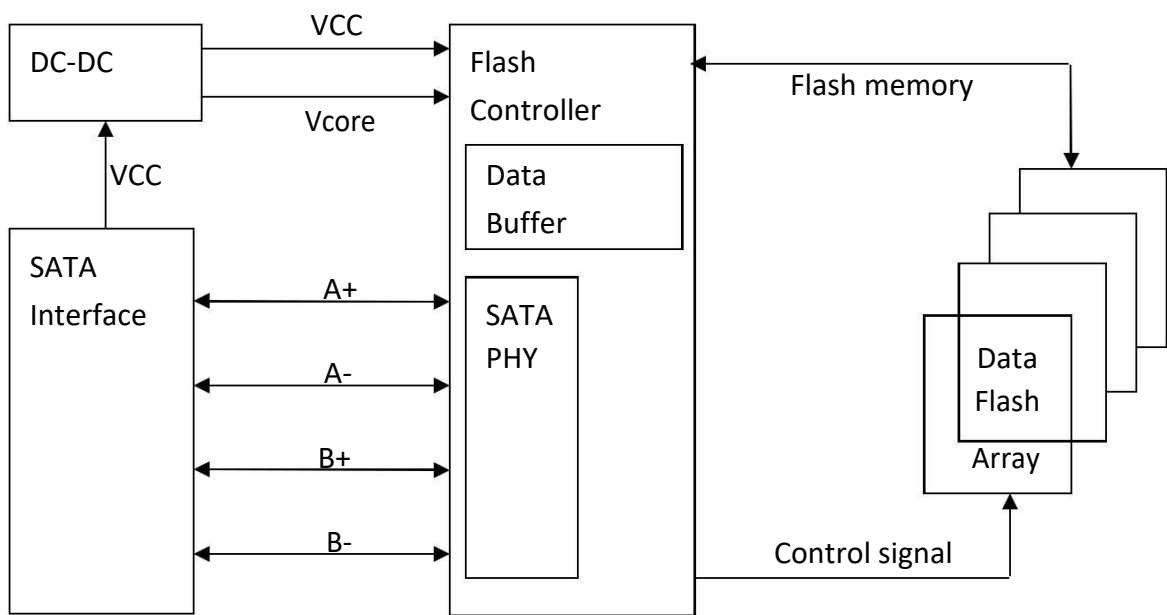 DC-DC
VCC
Vcore
VCC
SATA
Interface
A+
A-
B+
B-
Flash
Controller
Data
Buffer
SATA
PHY
Flash memory
Data
Flash
Array
Control signal